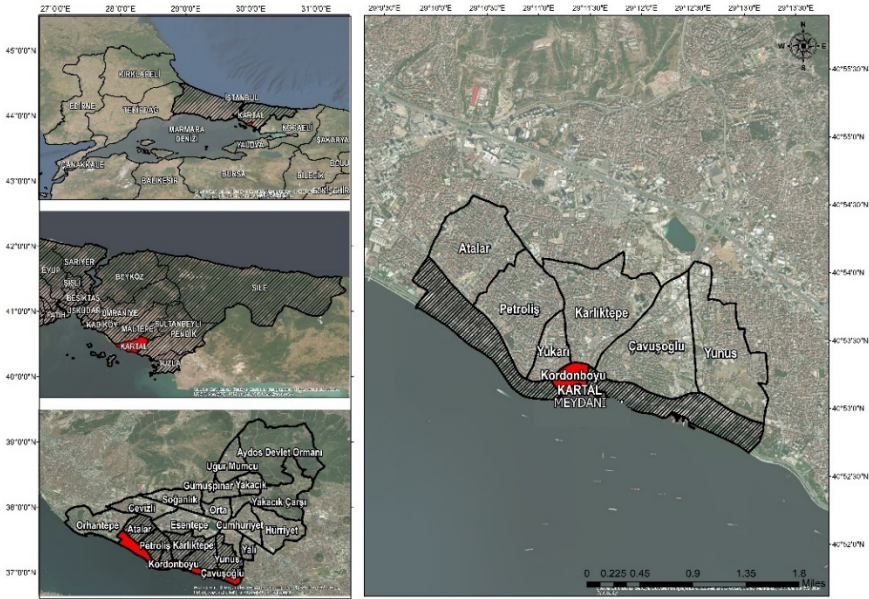 27°0'0"E 28°0'0"E 29°0'0"E 30°0'0"E 31°0'0"E
45°0'0"N
44°0'0"N
43°0'0"N
KIRKLARELİ
EDİRNE
TEKİRDAĞ
İSTANBUL
KARTAL
MARMARA
DENİZİ
KOCAELİ
SAKARYA
YALOVA
ÇANAKKALE
BALIKESİR
BURSA
BİLECİK
BOLU
ESKİŞEHİR
42°0'0"N
41°0'0"N
40°0'0"N
EYÜP
SARIYER
ŞİŞLİ
BEYKOZ
ŞİLE
BEŞİKTAŞ
FATİH
ÜSKÜDAR
ÜMRANİYE
KADIKÖY
MALTEPE
SULTANBEYLİ
PENDİK
KARTAL
TUZLA
39°0'0"N
38°0'0"N
37°0'0"N
Aydos Devlet Ormanı
Uğur Mumcu
Gümüşpınar
Yakacık
Soğanlık
Yakacık Çarşı
Cevizli
Orta
Orhantepe
Atalar
Esentepe
Cumhuriyet
Hürriyet
Petroliş
Karlıktepe
Yalı
Yunus
Kordonboyu
Çavuşoğlu
29°9'30"E 29°10'0"E 29°10'30"E 29°11'0"E 29°11'30"E 29°12'0"E 29°12'30"E 29°13'0"E 29°13'30"E
N
W E
S
40°55'30"N
40°55'0"N
40°54'30"N
40°54'0"N
40°53'30"N
40°53'0"N
40°52'30"N
40°52'0"N
Atalar
Petroliş
Karlıktepe
Yukarı
Çavuşoğlu
Yunus
Kordonboyu
KARTAL
MEYDANI
0 0.225 0.45 0.9 1.35 1.8
Miles